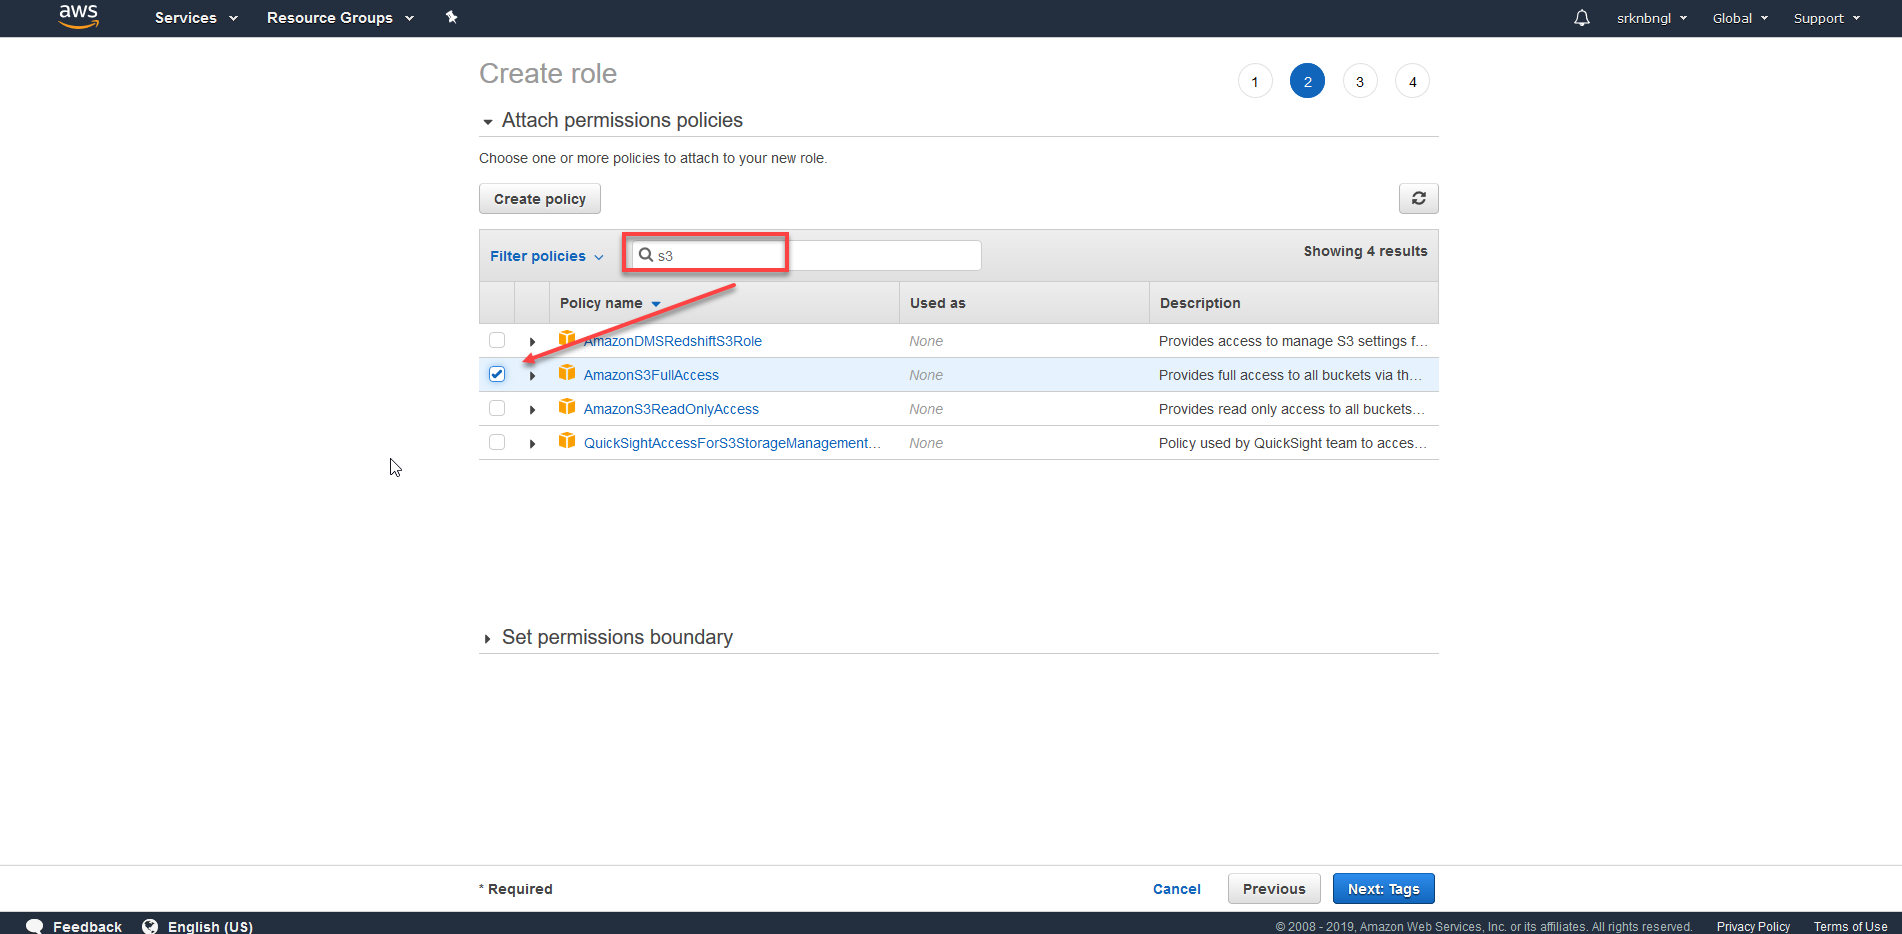 aws Services Resource Groups srknbngl Global Support
Create role 1 2 3 4
Attach permissions policies
Choose one or more policies to attach to your new role.
Create policy
Filter policies s3 Showing 4 results
Policy name Used as Description
AmazonDMSRedshiftS3Role None Provides access to manage S3 settings f...
AmazonS3FullAccess None Provides full access to all buckets via th...
AmazonS3ReadOnlyAccess None Provides read only access to all buckets...
QuickSightAccessForS3StorageManagement... None Policy used by QuickSight team to acces...
Set permissions boundary
* Required Cancel Previous Next: Tags
Feedback English (US) © 2008 - 2019, Amazon Web Services, Inc. or its affiliates. All rights reserved. Privacy Policy Terms of Use